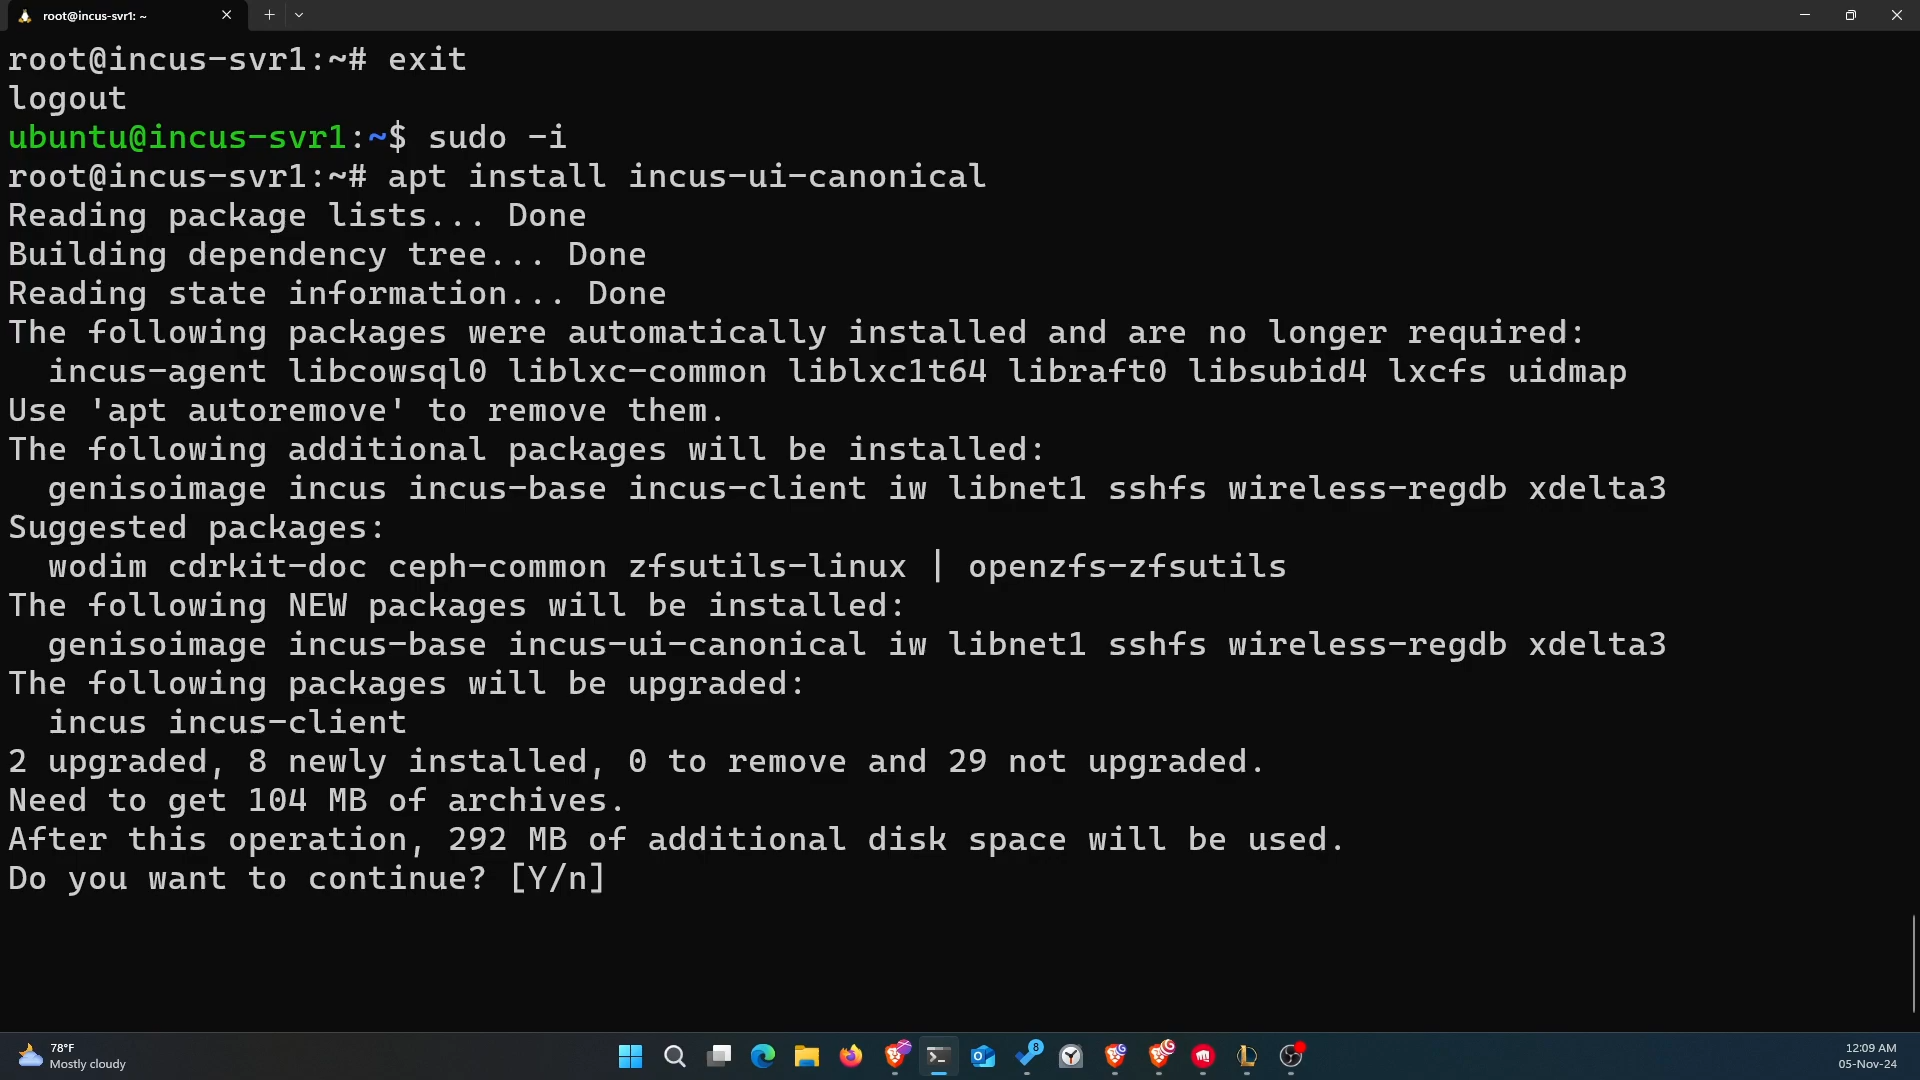 root@incus-svr1: ~
root@incus-svr1:~# exit
logout
ubuntu@incus-svr1:~$ sudo -i
root@incus-svr1:~# apt install incus-ui-canonical
Reading package lists... Done
Building dependency tree... Done
Reading state information... Done
The following packages were automatically installed and are no longer required:
  incus-agent libcowsql0 liblxc-common liblxc1t64 libraft0 libsubid4 lxcfs uidmap
Use 'apt autoremove' to remove them.
The following additional packages will be installed:
  genisoimage incus incus-base incus-client iw libnet1 sshfs wireless-regdb xdelta3
Suggested packages:
  wodim cdrkit-doc ceph-common zfsutils-linux | openzfs-zfsutils
The following NEW packages will be installed:
  genisoimage incus-base incus-ui-canonical iw libnet1 sshfs wireless-regdb xdelta3
The following packages will be upgraded:
  incus incus-client
2 upgraded, 8 newly installed, 0 to remove and 29 not upgraded.
Need to get 104 MB of archives.
After this operation, 292 MB of additional disk space will be used.
Do you want to continue? [Y/n]
78°F
Mostly cloudy
8
12:09 AM
05-Nov-24